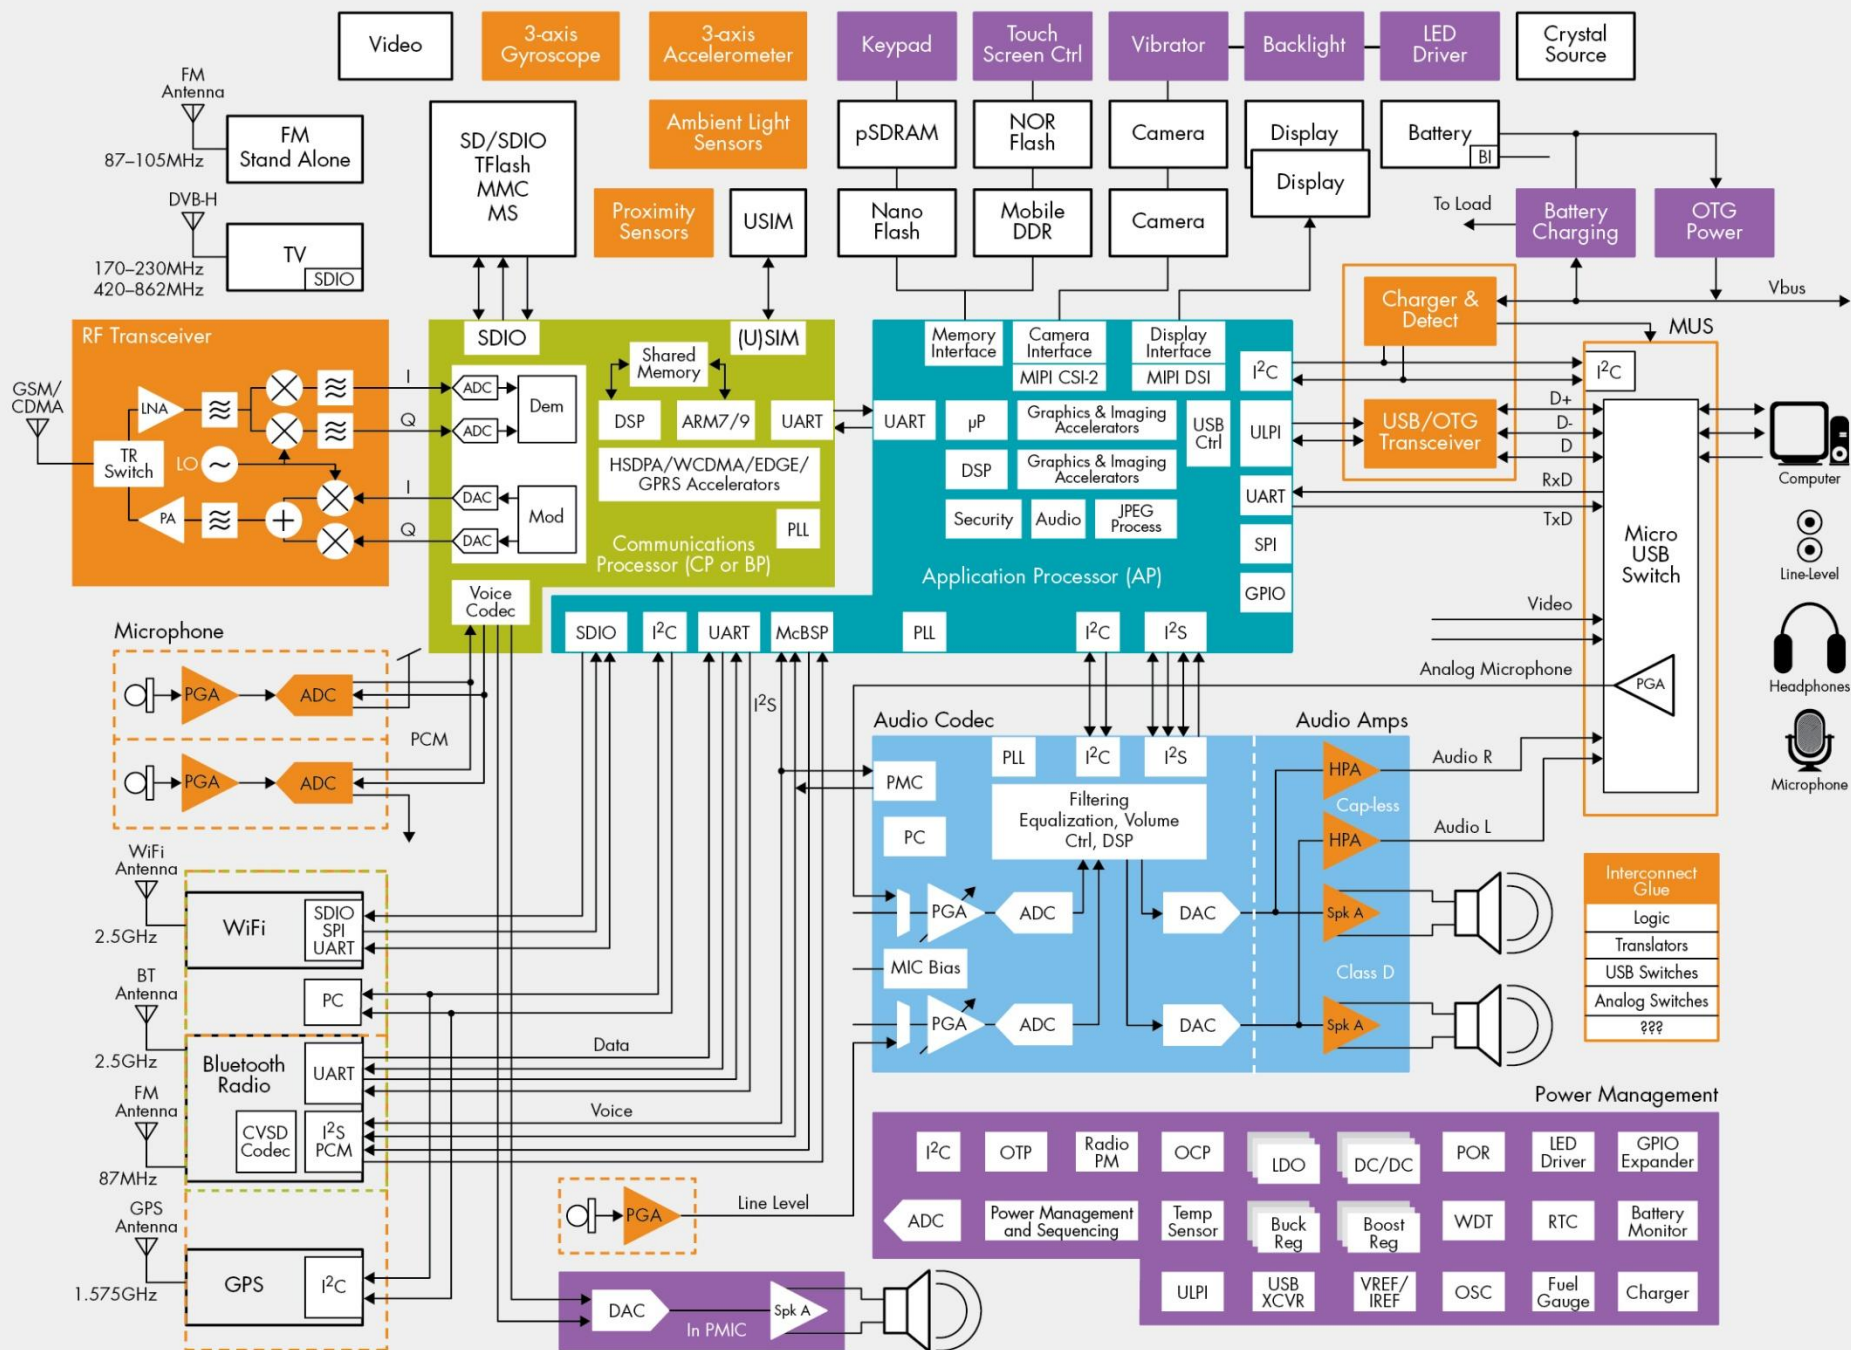 Video
3-axis
Gyroscope
3-axis
Accelerometer
Keypad
Touch
Screen Ctrl
Vibrator
Backlight
LED
Driver
Crystal
Source
FM
Antenna
87–105MHz
FM
Stand Alone
SD/SDIO
TFlash
MMC
MS
Ambient Light
Sensors
pSDRAM
NOR
Flash
Camera
Display
Display
Battery
BI
DVB-H
170–230MHz
420–862MHz
TV
SDIO
Proximity
Sensors
USIM
Nano
Flash
Mobile
DDR
Camera
To Load
Battery
Charging
OTG
Power
Vbus
Charger &
Detect
MUS
RF Transceiver
GSM/
CDMA
LNA
TR
Switch
LO
PA
I
Q
I
Q
SDIO
(U)SIM
ADC
ADC
Dem
DAC
DAC
Mod
Shared
Memory
DSP
ARM7/9
UART
HSDPA/WCDMA/EDGE/
GPRS Accelerators
PLL
Communications
Processor (CP or BP)
Voice
Codec
Memory
Interface
Camera
Interface
MIPI CSI-2
Display
Interface
MIPI DSI
I²C
UART
µP
Graphics & Imaging
Accelerators
USB
Ctrl
ULPI
DSP
Graphics & Imaging
Accelerators
UART
Security
Audio
JPEG
Process
SPI
Application Processor (AP)
GPIO
SDIO
I²C
UART
McBSP
PLL
I²C
I²S
USB/OTG
Transceiver
I²C
D+
D-
D
RxD
TxD
Micro
USB
Switch
Video
Analog Microphone
PGA
Computer
Line-Level
Headphones
Microphone
Microphone
PGA
ADC
PCM
PGA
ADC
I²S
Audio Codec
Audio Amps
PLL
I²C
I²S
PMC
PC
Filtering
Equalization, Volume
Ctrl, DSP
HPA
Cap-less
HPA
Audio R
Audio L
PGA
ADC
DAC
Spk A
MIC Bias
Class D
PGA
ADC
DAC
Spk A
Interconnect
Glue
Logic
Translators
USB Switches
Analog Switches
???
WiFi
Antenna
2.5GHz
WiFi
SDIO
SPI
UART
BT
Antenna
2.5GHz
PC
Bluetooth
Radio
UART
Data
FM
Antenna
87MHz
CVSD
Codec
I²S
PCM
Voice
GPS
Antenna
1.575GHz
GPS
I²C
PGA
Line Level
DAC
In PMIC
Spk A
Power Management
I²C
OTP
Radio
PM
OCP
LDO
DC/DC
POR
LED
Driver
GPIO
Expander
ADC
Power Management
and Sequencing
Temp
Sensor
Buck
Reg
Boost
Reg
WDT
RTC
Battery
Monitor
ULPI
USB
XCVR
VREF/
IREF
OSC
Fuel
Gauge
Charger